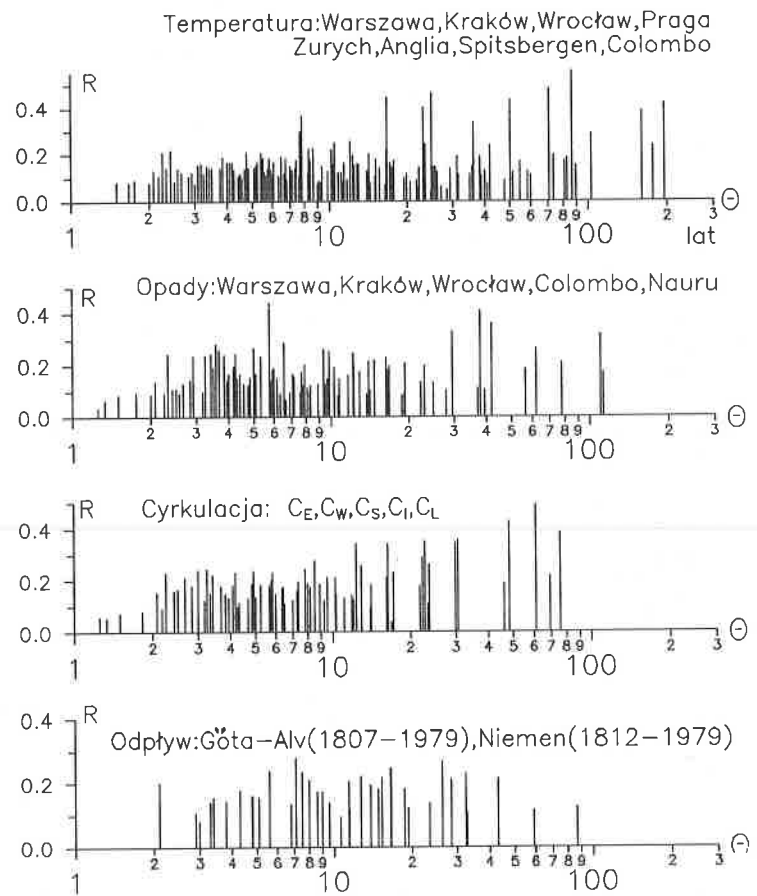 Temperatura:Warszawa,Kraków,Wrocław,Praga
Zurych,Anglia,Spitsbergen,Colombo
R
0.4
0.2
0.0
2 3 4 5 6 7 8 9 2 3 4 5 6 7 8 9 2 3 Θ
1 10 100 lat
Opady:Warszawa,Kraków,Wrocław,Colombo,Nauru
R
0.4
0.2
0.0
2 3 4 5 6 7 8 9 2 3 4 5 6 7 8 9 2 3 Θ
1 10 100
Cyrkulacja: CE,CW,CS,CI,CL
R
0.4
0.2
0.0
2 3 4 5 6 7 8 9 2 3 4 5 6 7 8 9 2 3 Θ
1 10 100
R
0.4
Odpływ:Göta-Alv(1807-1979),Niemen(1812-1979)
0.2
0.0
2 3 4 5 6 7 8 9 2 3 4 5 6 7 8 9 2 3 Θ
1 10 100